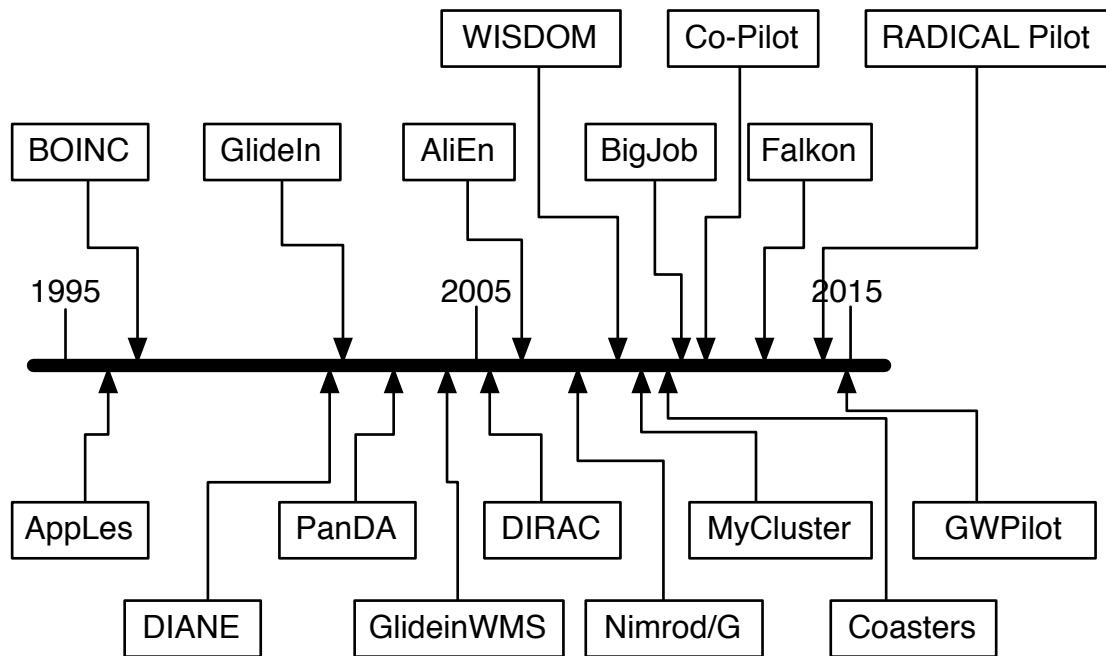 WISDOM
Co-Pilot
RADICAL Pilot
BOINC
GlideIn
AliEn
BigJob
Falkon
1995
2005
2015
AppLes
PanDA
DIRAC
MyCluster
GWPilot
DIANE
GlideinWMS
Nimrod/G
Coasters